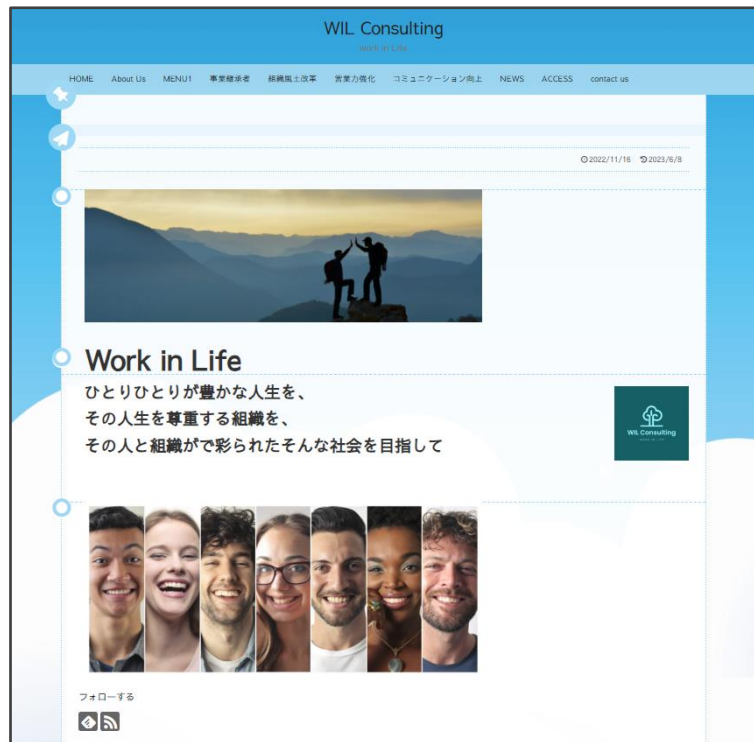 WIL Consulting
work in Life
HOME About Us MENU1 事業継承者 組織風土改革 営業力強化 コミュニケーション向上 NEWS ACCESS contact us
2022/11/16 2023/6/8
Work in Life
ひとりひとりが豊かな人生を、
その人生を尊重する組織を、
その人と組織がで彩られたそんな社会を目指して
WIL Consulting
WORK IN LIFE
フォローする